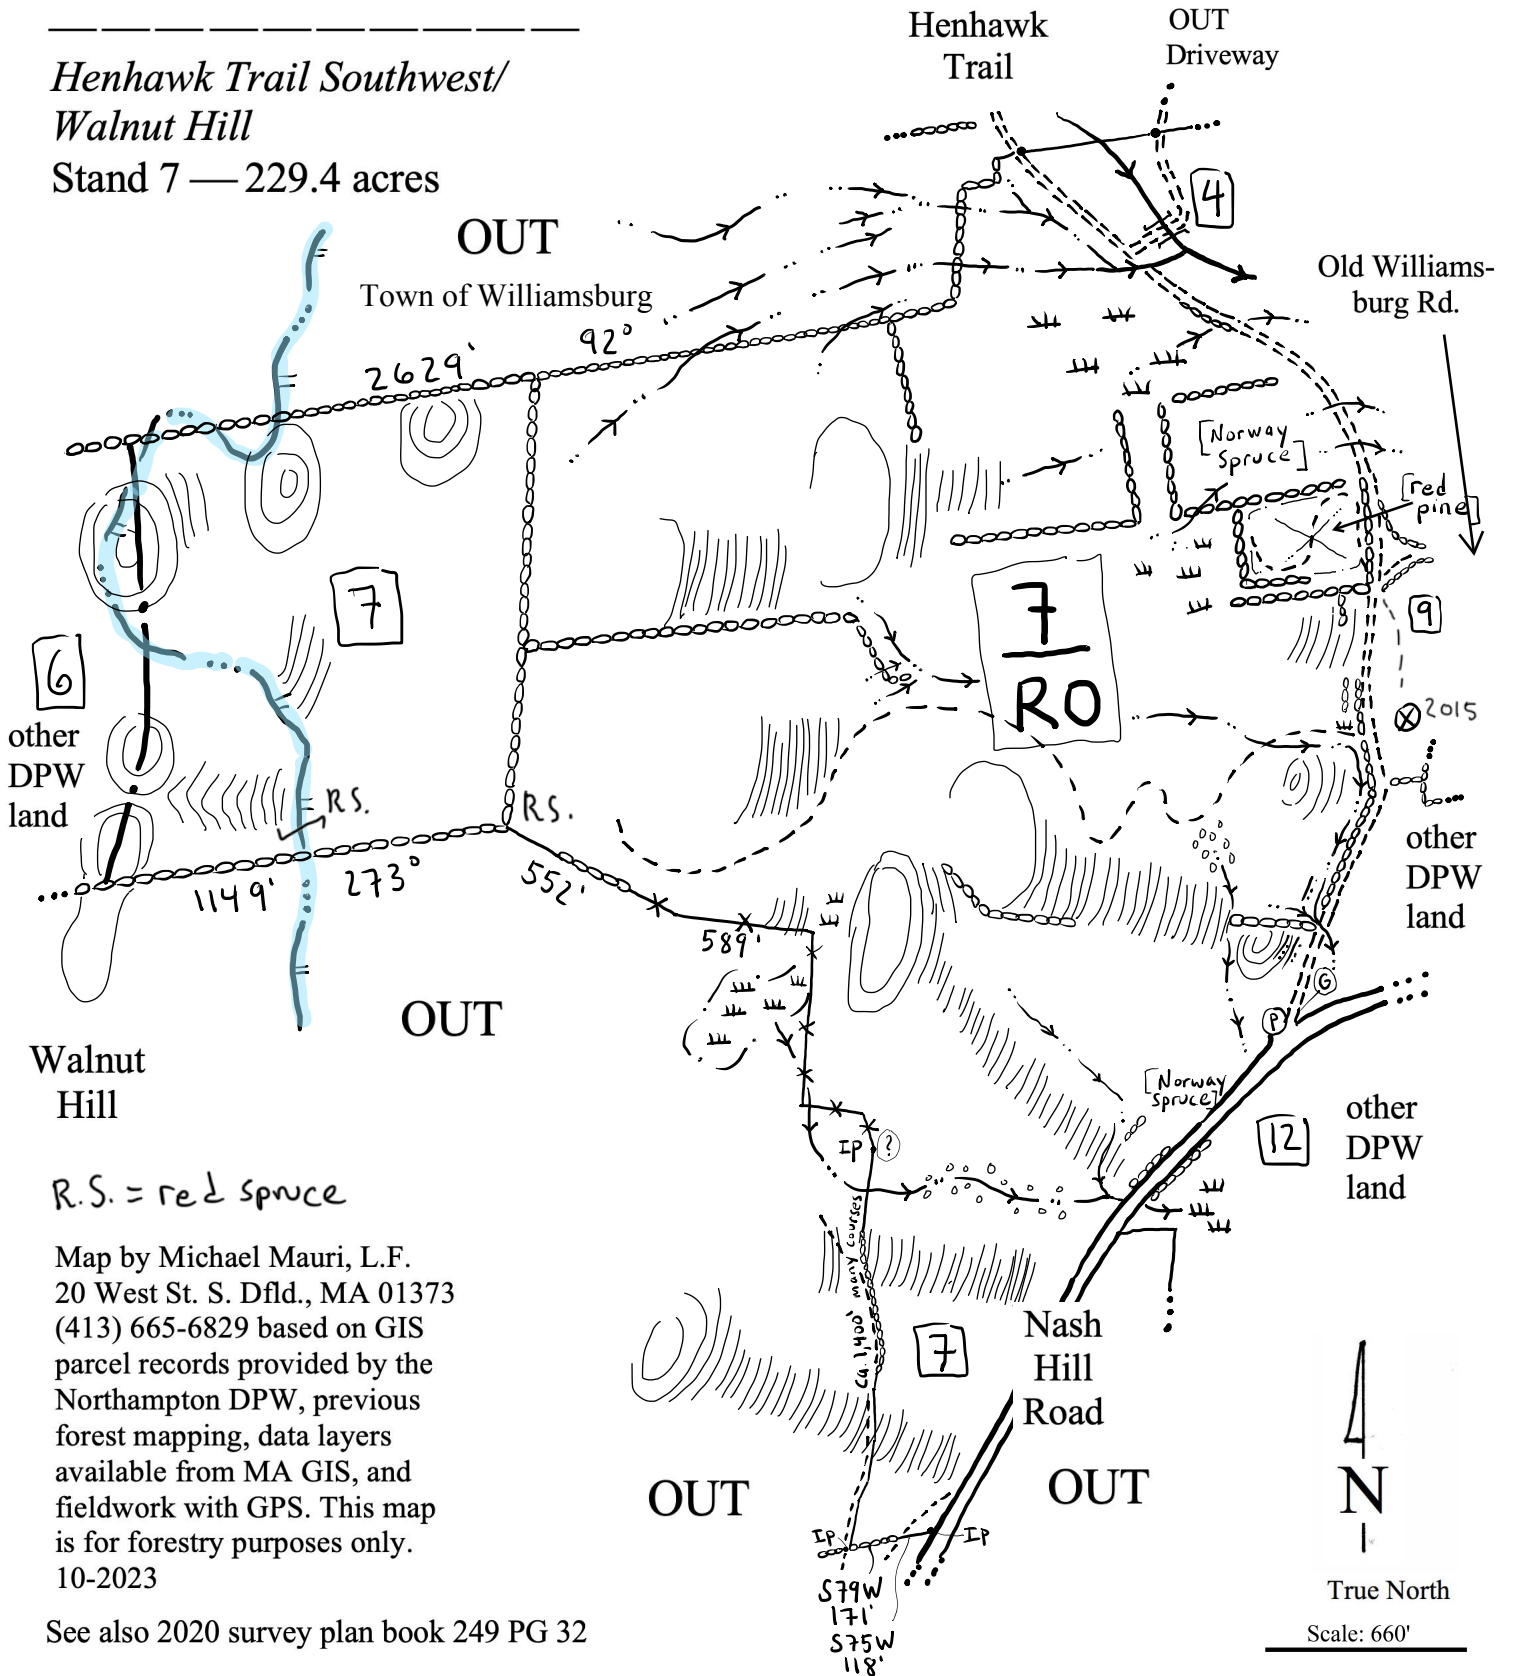 Henhawk Trail Southwest/
Walnut Hill
Stand 7 — 229.4 acres
Henhawk
Trail
OUT
Driveway
4
OUT
Town of Williamsburg
Old Williams-
burg Rd.
2629'
92°
[Norway
Spruce]
[red
pine]
7
7
RO
9
6
other
DPW
land
2015
R.S.
R.S.
1149'
273°
552'
589'
other
DPW
land
OUT
G
P
Walnut
Hill
[Norway
spruce]
12
other
DPW
land
IP ?
R.S. = red spruce
ca. 1,400' many courses
Map by Michael Mauri, L.F.
20 West St. S. Dfld., MA 01373
(413) 665-6829 based on GIS
parcel records provided by the
Northampton DPW, previous
forest mapping, data layers
available from MA GIS, and
fieldwork with GPS. This map
is for forestry purposes only.
10-2023
7
Nash
Hill
Road
OUT
OUT
N
IP
IP
S79W
171'
S75W
118'
True North
Scale: 660'
See also 2020 survey plan book 249 PG 32